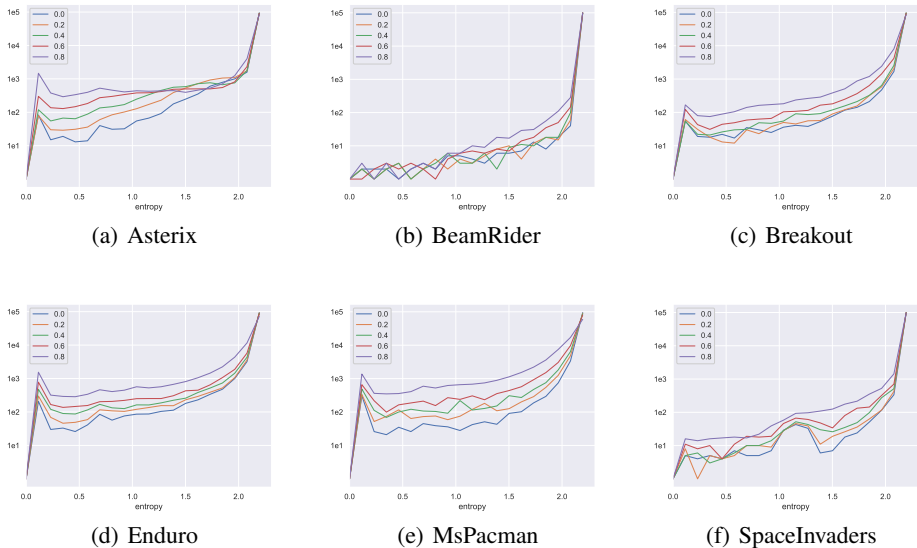 1e5
1e4
1e3
1e2
1e1
0.0
0.2
0.4
0.6
0.8
0.0 0.5 1.0 1.5 2.0
entropy
(a) Asterix
1e5
1e4
1e3
1e2
1e1
0.0
0.2
0.4
0.6
0.8
0.0 0.5 1.0 1.5 2.0
entropy
(b) BeamRider
1e5
1e4
1e3
1e2
1e1
0.0
0.2
0.4
0.6
0.8
0.0 0.5 1.0 1.5 2.0
entropy
(c) Breakout
1e5
1e4
1e3
1e2
1e1
0.0
0.2
0.4
0.6
0.8
0.0 0.5 1.0 1.5 2.0
entropy
(d) Enduro
1e5
1e4
1e3
1e2
1e1
0.0
0.2
0.4
0.6
0.8
0.0 0.5 1.0 1.5 2.0
entropy
(e) MsPacman
1e5
1e4
1e3
1e2
1e1
0.0
0.2
0.4
0.6
0.8
0.0 0.5 1.0 1.5 2.0
entropy
(f) SpaceInvaders